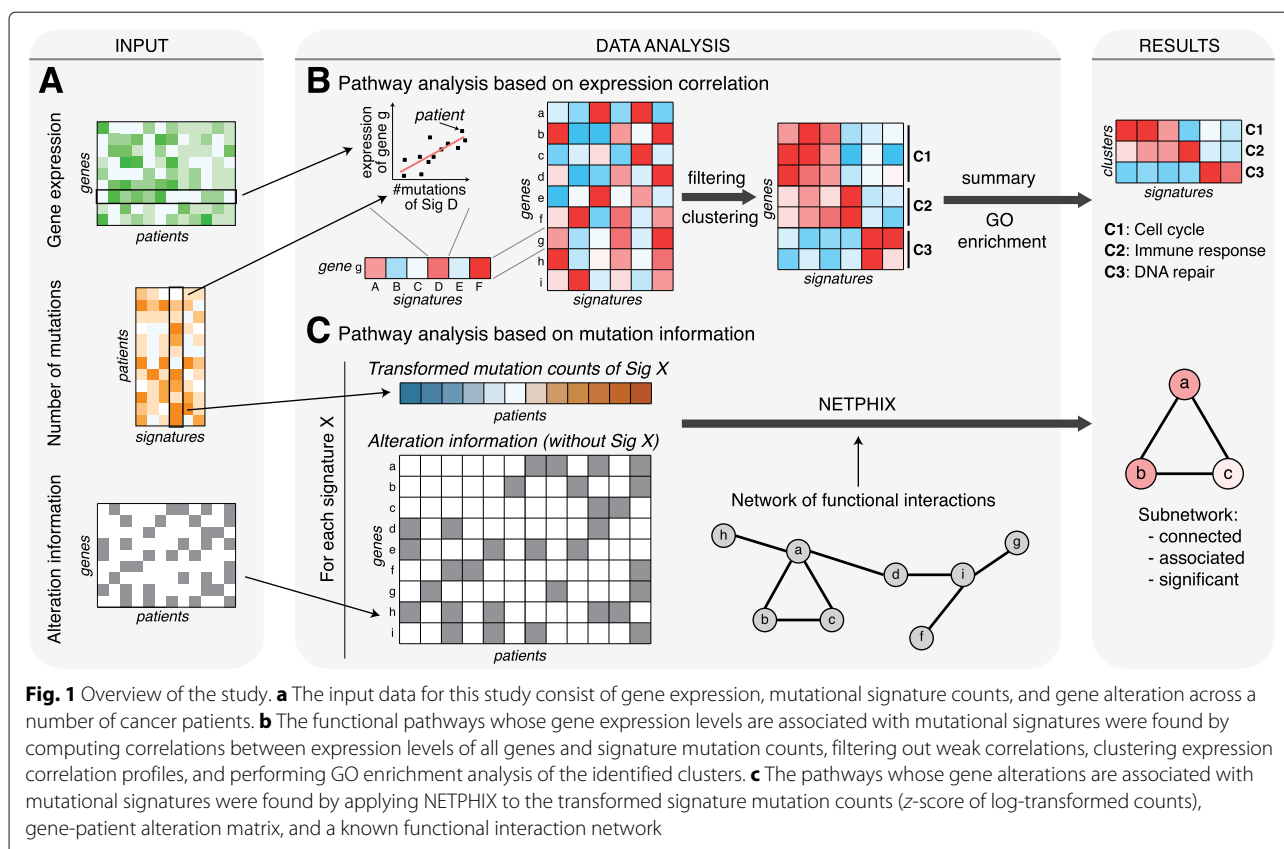 INPUT
DATA ANALYSIS
RESULTS
A
Gene expression
genes
patients
Number of mutations
patients
signatures
Alteration information
genes
patients
B Pathway analysis based on expression correlation
expression
of gene g
patient
#mutations
of Sig D
gene g
A B C D E F
signatures
a
b
c
d
e
f
g
h
i
genes
signatures
filtering
clustering
genes
C1
C2
C3
signatures
summary
GO
enrichment
clusters
C1
C2
C3
signatures
C1: Cell cycle
C2: Immune response
C3: DNA repair
C Pathway analysis based on mutation information
For each signature X
Transformed mutation counts of Sig X
patients
Alteration information (without Sig X)
a
b
c
d
e
f
g
h
i
genes
patients
NETPHIX
Network of functional interactions
h
a
g
d
i
b
c
f
a
b
c
Subnetwork:
- connected
- associated
- significant
Fig. 1 Overview of the study. a The input data for this study consist of gene expression, mutational signature counts, and gene alteration across a
number of cancer patients. b The functional pathways whose gene expression levels are associated with mutational signatures were found by
computing correlations between expression levels of all genes and signature mutation counts, filtering out weak correlations, clustering expression
correlation profiles, and performing GO enrichment analysis of the identified clusters. c The pathways whose gene alterations are associated with
mutational signatures were found by applying NETPHIX to the transformed signature mutation counts (z-score of log-transformed counts),
gene-patient alteration matrix, and a known functional interaction network